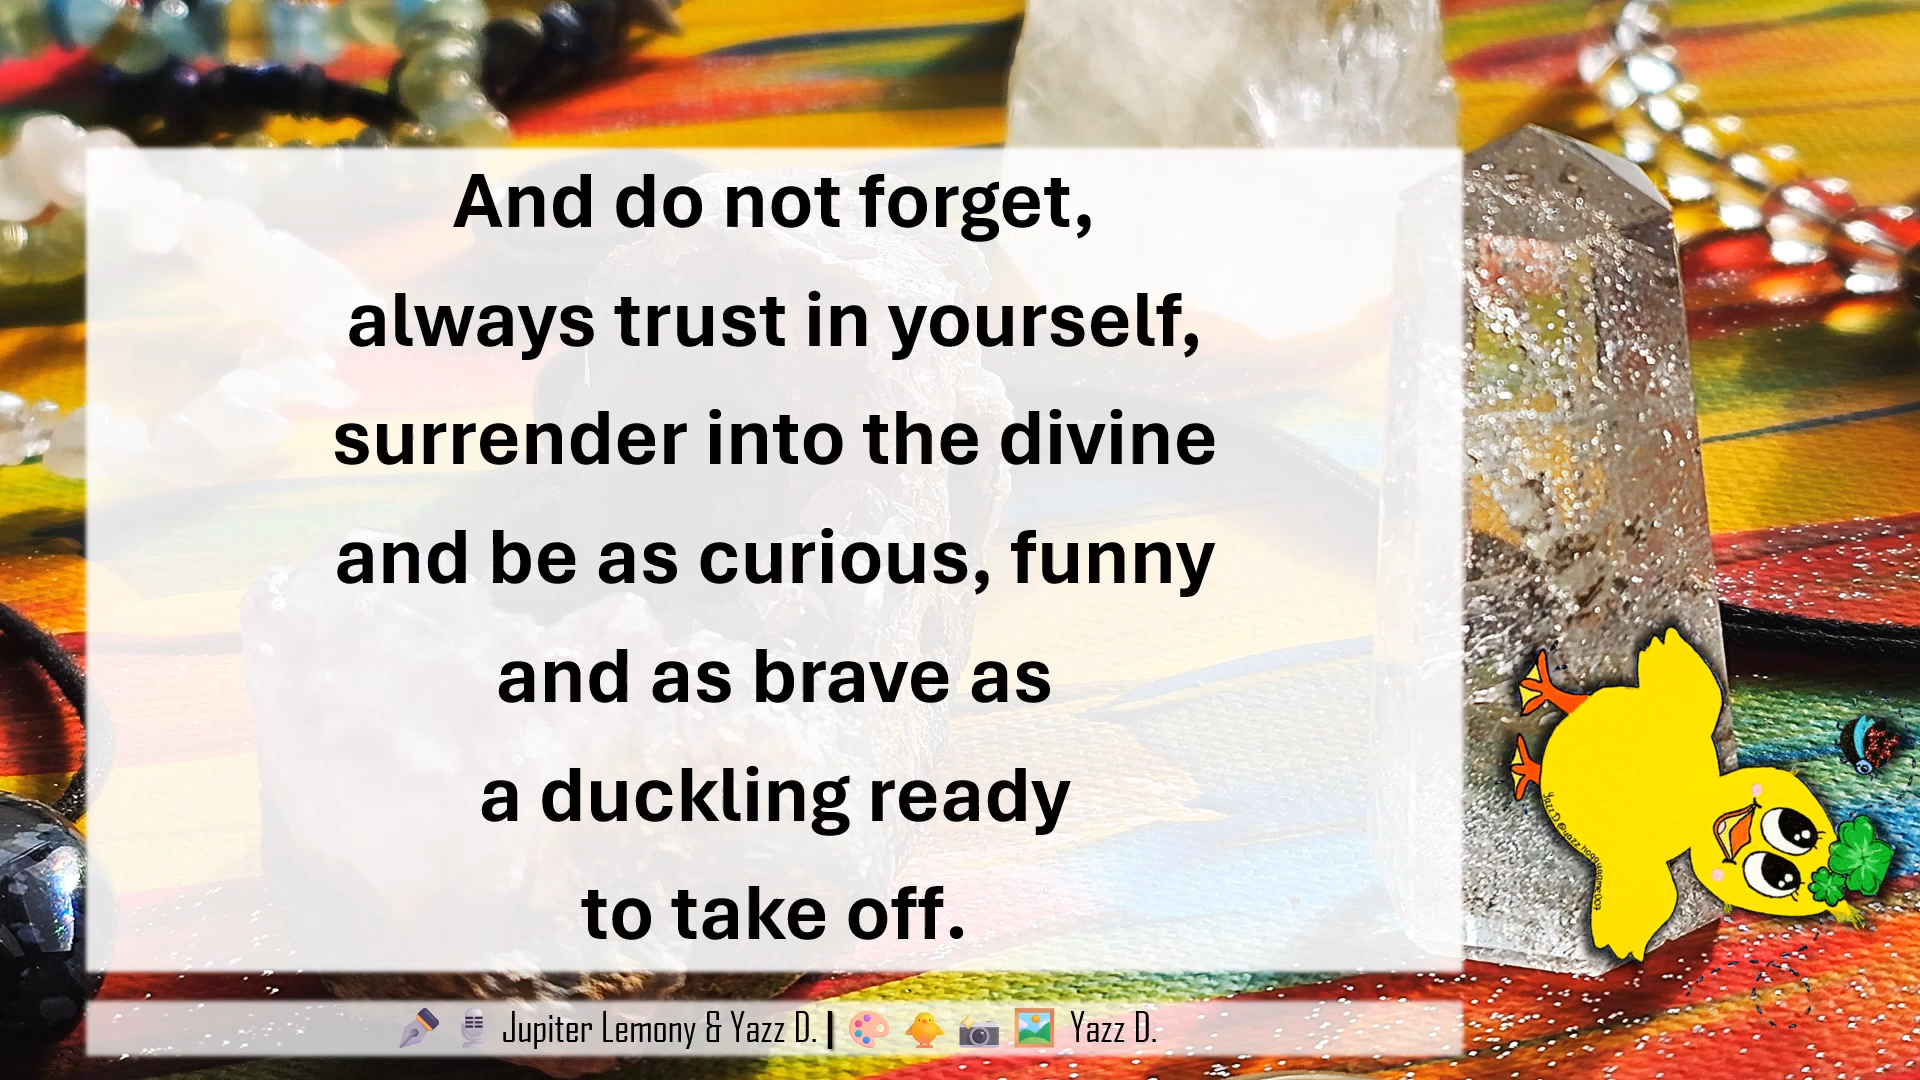 And do not forget,
always trust in yourself,
surrender into the divine
and be as curious, funny
and as brave as
a duckling ready
to take off.
Jupiter Lemony & Yazz D. | Yazz D.
Yazz D.